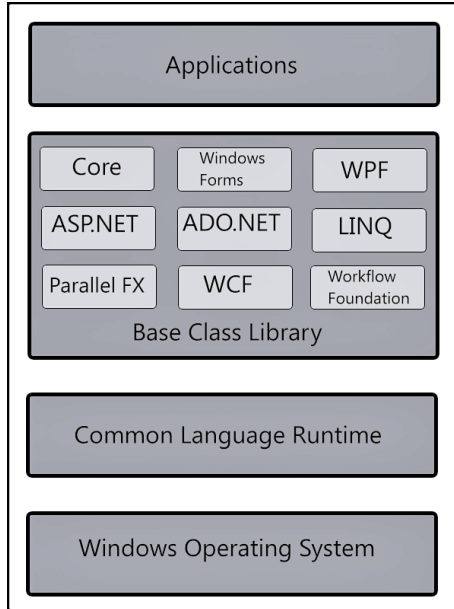 Applications
Core
Windows
Forms
WPF
ASP.NET
ADO.NET
LINQ
Parallel FX
WCF
Workflow
Foundation
Base Class Library
Common Language Runtime
Windows Operating System